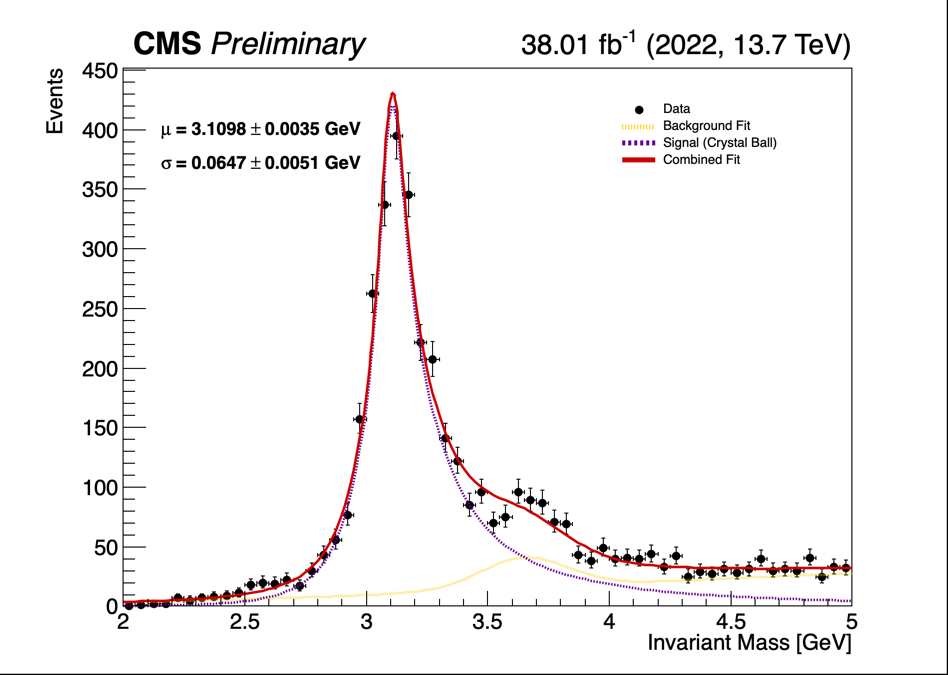 CMS Preliminary
38.01 fb⁻¹ (2022, 13.7 TeV)
Events
450
400
350
300
250
200
150
100
50
0
μ = 3.1098 ± 0.0035 GeV
σ = 0.0647 ± 0.0051 GeV
Data
Background Fit
Signal (Crystal Ball)
Combined Fit
2 2.5 3 3.5 4 4.5 5
Invariant Mass [GeV]